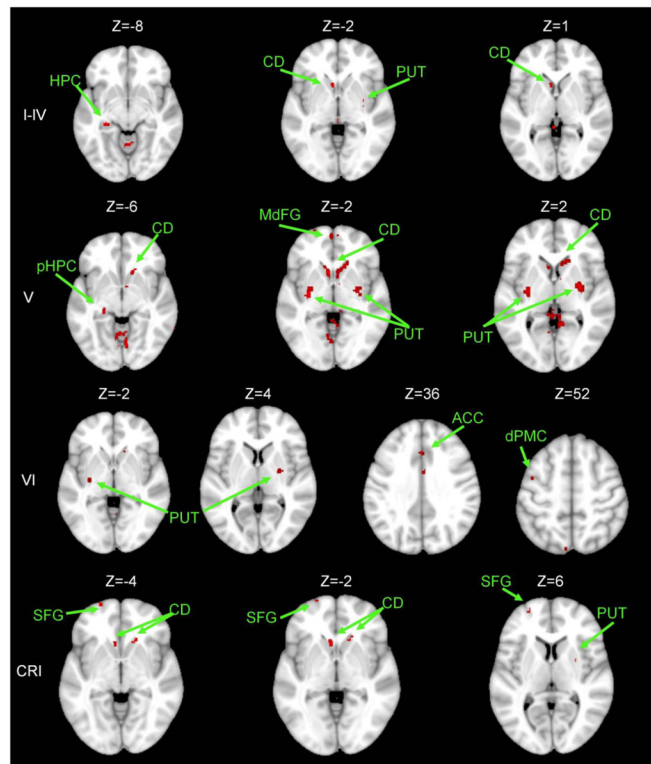 Z=-8 Z=-2 Z=1
HPC CD PUT CD
I-IV
Z=-6 Z=-2 Z=2
CD MdFG CD CD
pHPC
V
PUT PUT
Z=-2 Z=4 Z=36 Z=52
ACC
dPMC
VI
PUT
Z=-4 Z=-2 Z=6
SFG CD SFG CD SFG PUT
CRI